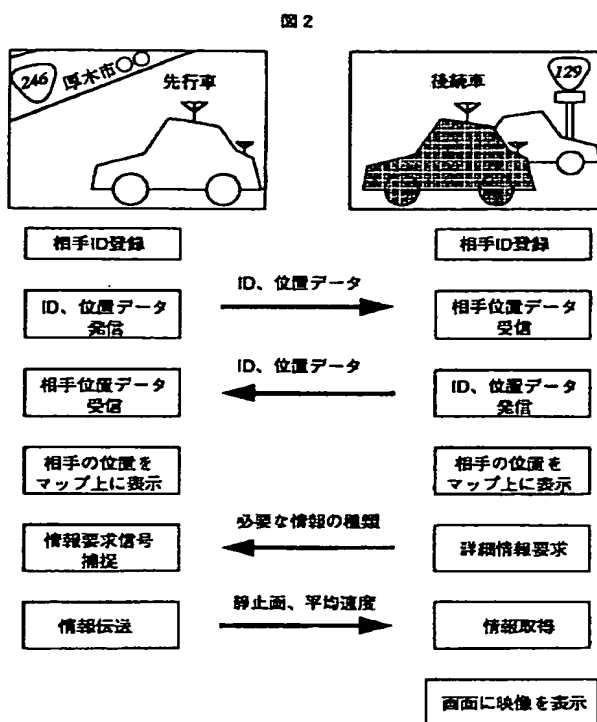 図2
246
厚木市
先行車
後続車
129
相手ID登録
相手ID登録
ID、位置データ
ID、位置データ
発信
相手位置データ
受信
ID、位置データ
相手位置データ
受信
ID、位置データ
発信
相手の位置を
マップ上に表示
相手の位置を
マップ上に表示
必要な情報の種類
情報要求信号
捕捉
詳細情報要求
静止画、平均速度
情報伝送
情報取得
画面に映像を表示